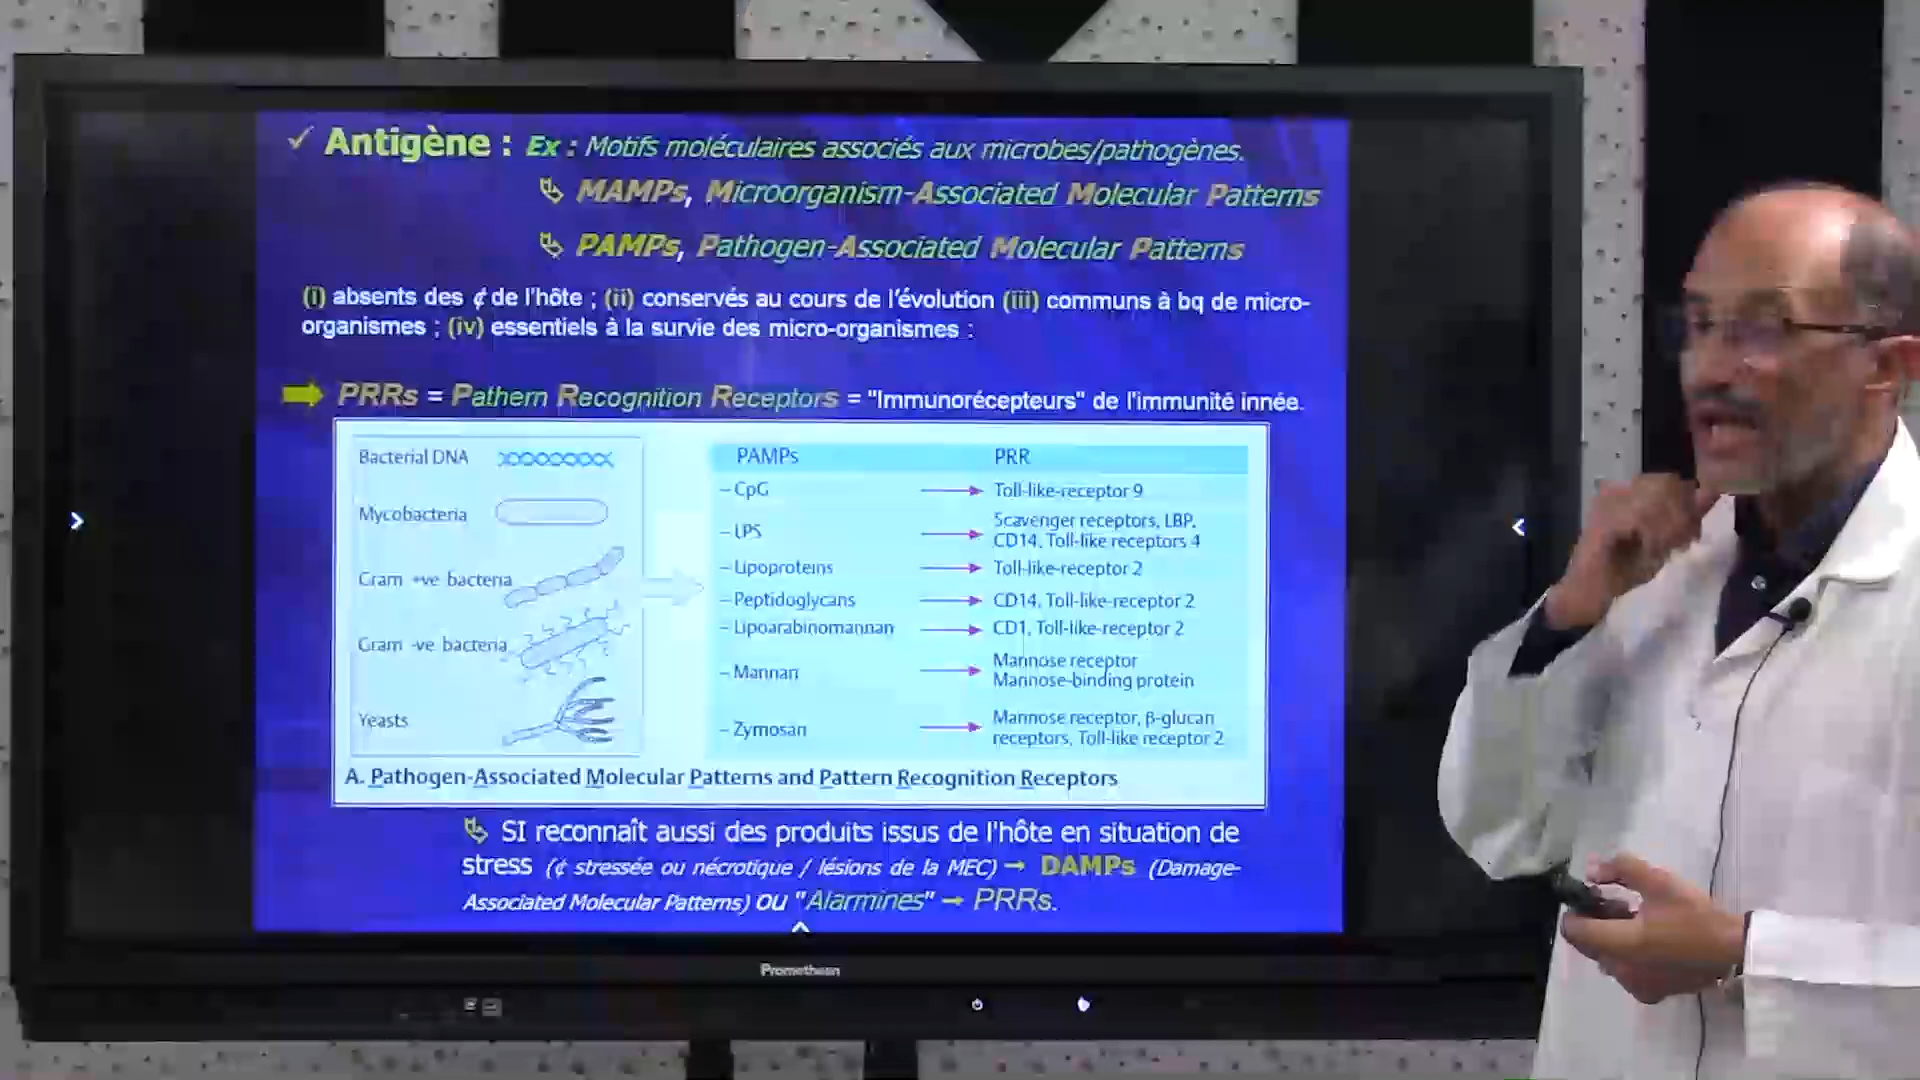 ✓ Antigène : Ex : Motifs moléculaires associés aux microbes/pathogènes.
MAMPs, Microorganism-Associated Molecular Patterns
PAMPs, Pathogen-Associated Molecular Patterns
(i) absents des ¢ de l'hôte ; (ii) conservés au cours de l'évolution (iii) communs à bq de micro-
organismes ; (iv) essentiels à la survie des micro-organismes :
PRRs = Pathern Recognition Receptors = "Immunorécepteurs" de l'immunité innée.
Bacterial DNA
Mycobacteria
Gram +ve bacteria
Gram -ve bacteria
Yeasts
PAMPs PRR
– CpG Toll-like-receptor 9
– LPS Scavenger receptors, LBP,
CD14, Toll-like receptors 4
– Lipoproteins Toll-like-receptor 2
– Peptidoglycans CD14, Toll-like-receptor 2
– Lipoarabinomannan CD1, Toll-like-receptor 2
– Mannan Mannose receptor
Mannose-binding protein
– Zymosan Mannose receptor, β-glucan
receptors, Toll-like receptor 2
A. Pathogen-Associated Molecular Patterns and Pattern Recognition Receptors
SI reconnaît aussi des produits issus de l'hôte en situation de
stress (¢ stressée ou nécrotique / lésions de la MEC) → DAMPs (Damage-
Associated Molecular Patterns) ou "Alarmines" → PRRs.
Promethean